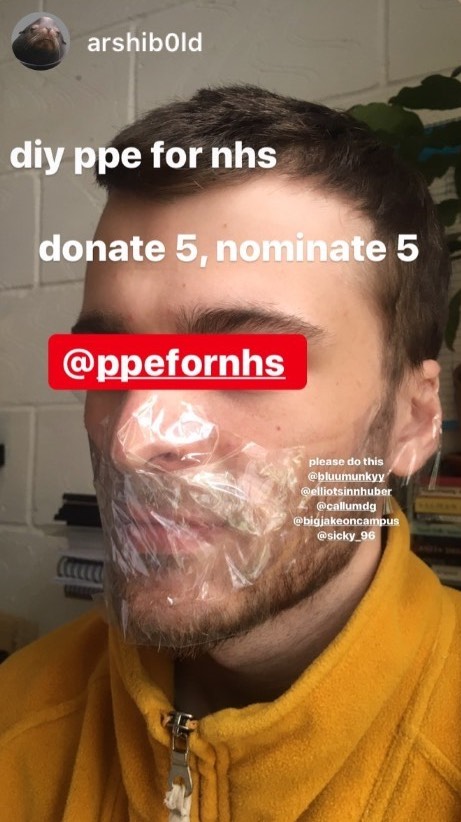 arshib0ld
diy ppe for nhs
donate 5, nominate 5
@ppefornhs
please do this
@bluumunkyy
@elliotsinnhuber
@callumdg
@bigjakeoncampus
@sicky_96